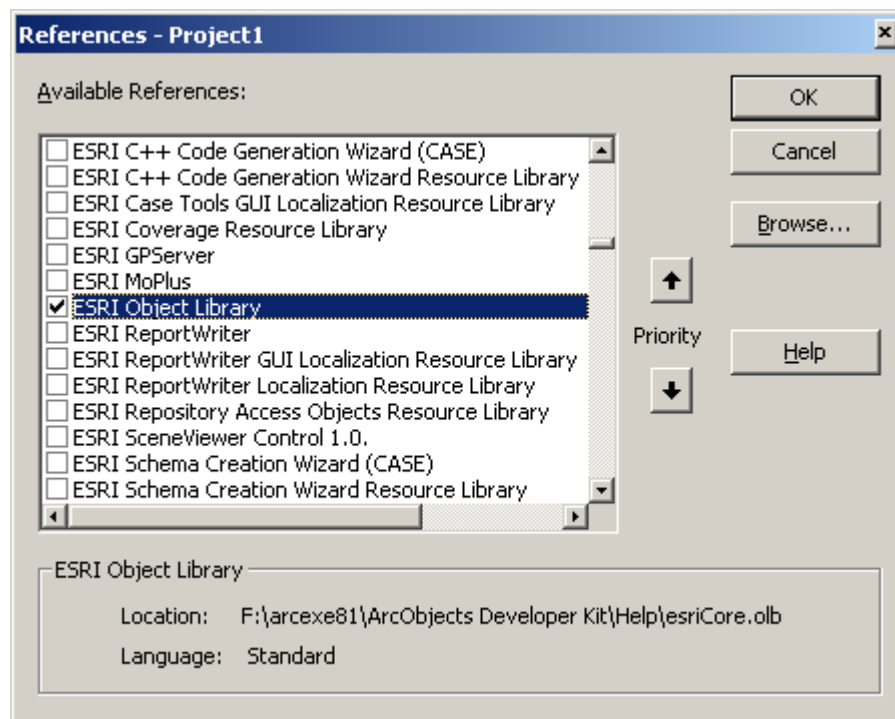 References - Project1
Available References:
OK
Cancel
Browse...
Priority
Help
ESRI C++ Code Generation Wizard (CASE)
ESRI C++ Code Generation Wizard Resource Library
ESRI Case Tools GUI Localization Resource Library
ESRI Coverage Resource Library
ESRI GPServer
ESRI MoPlus
ESRI Object Library
ESRI ReportWriter
ESRI ReportWriter GUI Localization Resource Library
ESRI ReportWriter Localization Resource Library
ESRI Repository Access Objects Resource Library
ESRI SceneViewer Control 1.0.
ESRI Schema Creation Wizard (CASE)
ESRI Schema Creation Wizard Resource Library
ESRI Object Library
Location: F:\arcexe81\ArcObjects Developer Kit\Help\esriCore.olb
Language: Standard